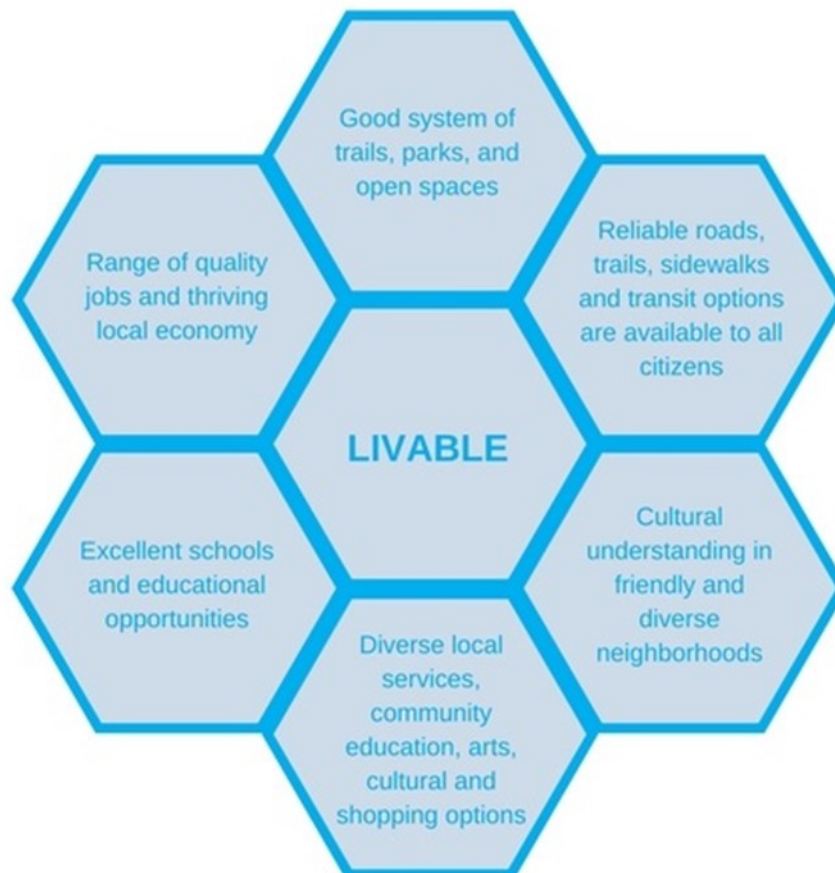 Good system of
trails, parks, and
open spaces
Range of quality
jobs and thriving
local economy
Reliable roads,
trails, sidewalks
and transit options
are available to all
citizens
LIVABLE
Excellent schools
and educational
opportunities
Cultural
understanding in
friendly and
diverse
neighborhoods
Diverse local
services,
community
education, arts,
cultural and
shopping options